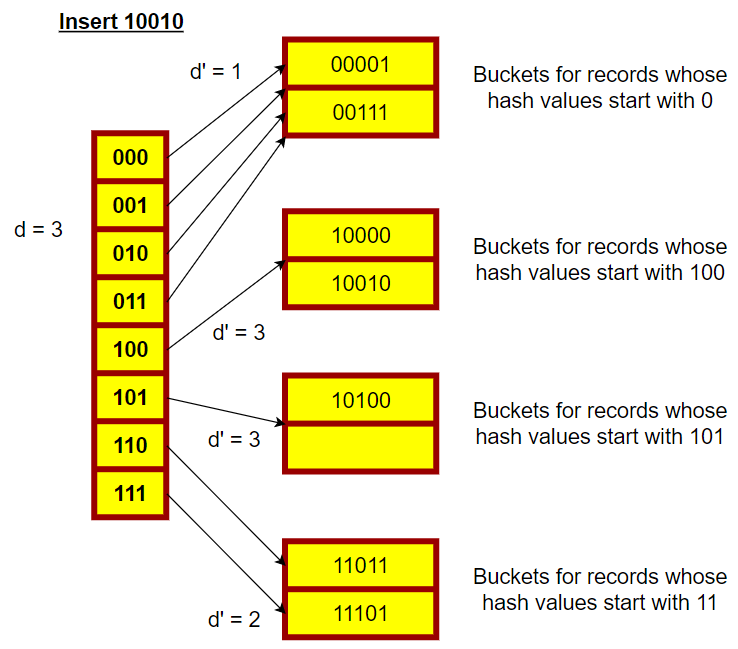 Insert 10010
d' = 1
00001
00111
Buckets for records whose
hash values start with 0
000
001
010
011
100
101
110
111
d = 3
10000
10010
Buckets for records whose
hash values start with 100
d' = 3
10100
Buckets for records whose
hash values start with 101
d' = 3
11011
11101
Buckets for records whose
hash values start with 11
d' = 2